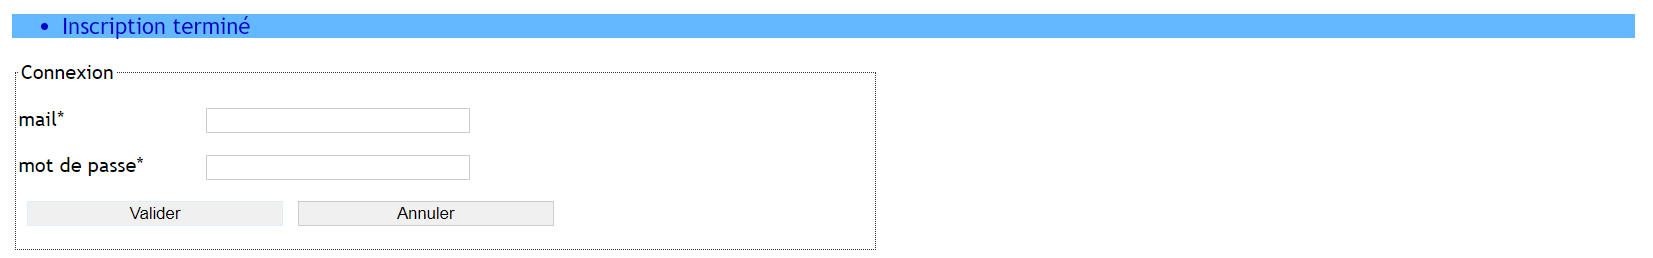 • Inscription terminé
Connexion
mail*
mot de passe*
Valider Annuler